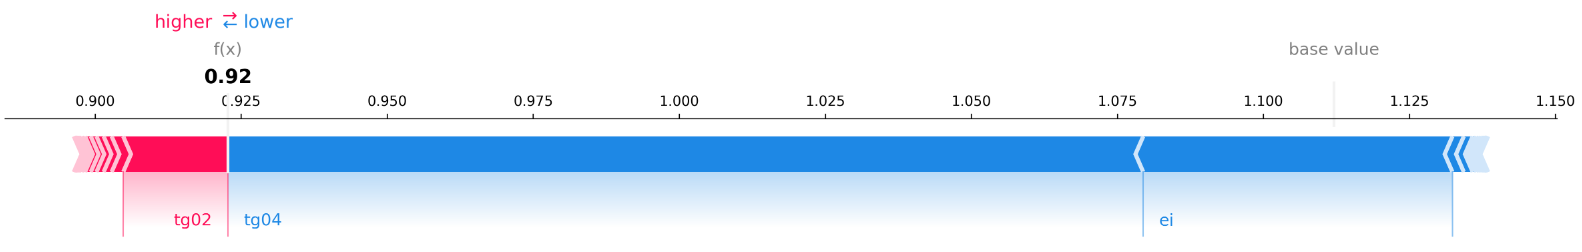 higher ⇄ lower
f(x)
base value
0.92
0.900 0.925 0.950 0.975 1.000 1.025 1.050 1.075 1.100 1.125 1.150
tg02 tg04 ei